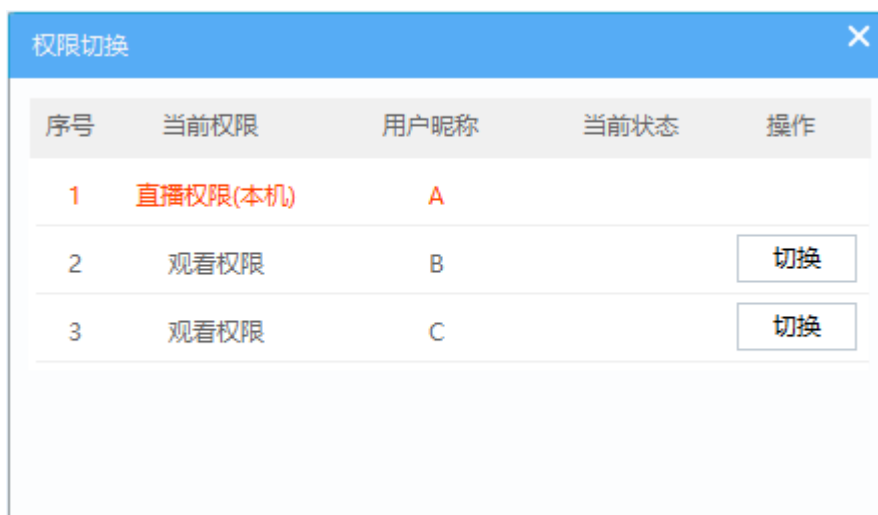 权限切换
序号 当前权限 用户昵称 当前状态 操作
1 直播权限(本机) A
2 观看权限 B 切换
3 观看权限 C 切换